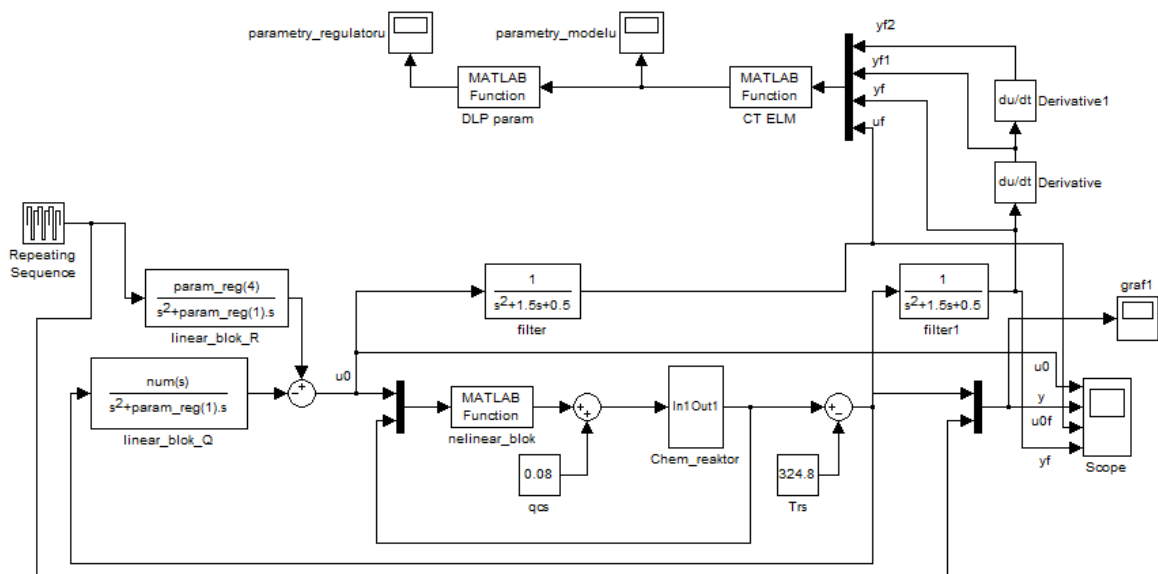 parametry_regulatoru
parametry_modelu
yf2
yf1
yf
uf
MATLAB
Function
DLP param
MATLAB
Function
CT ELM
du/dt
Derivative1
du/dt
Derivative
Repeating
Sequence
param_reg(4)
s2+param_reg(1).s
linear_blok_R
1
s2+1.5s+0.5
filter
1
s2+1.5s+0.5
filter1
graf1
num(s)
s2+param_reg(1).s
linear_blok_Q
u0
MATLAB
Function
nelinear_blok
In1Out1
Chem_reaktor
0.08
qcs
324.8
Trs
u0
y
u0f
yf
Scope